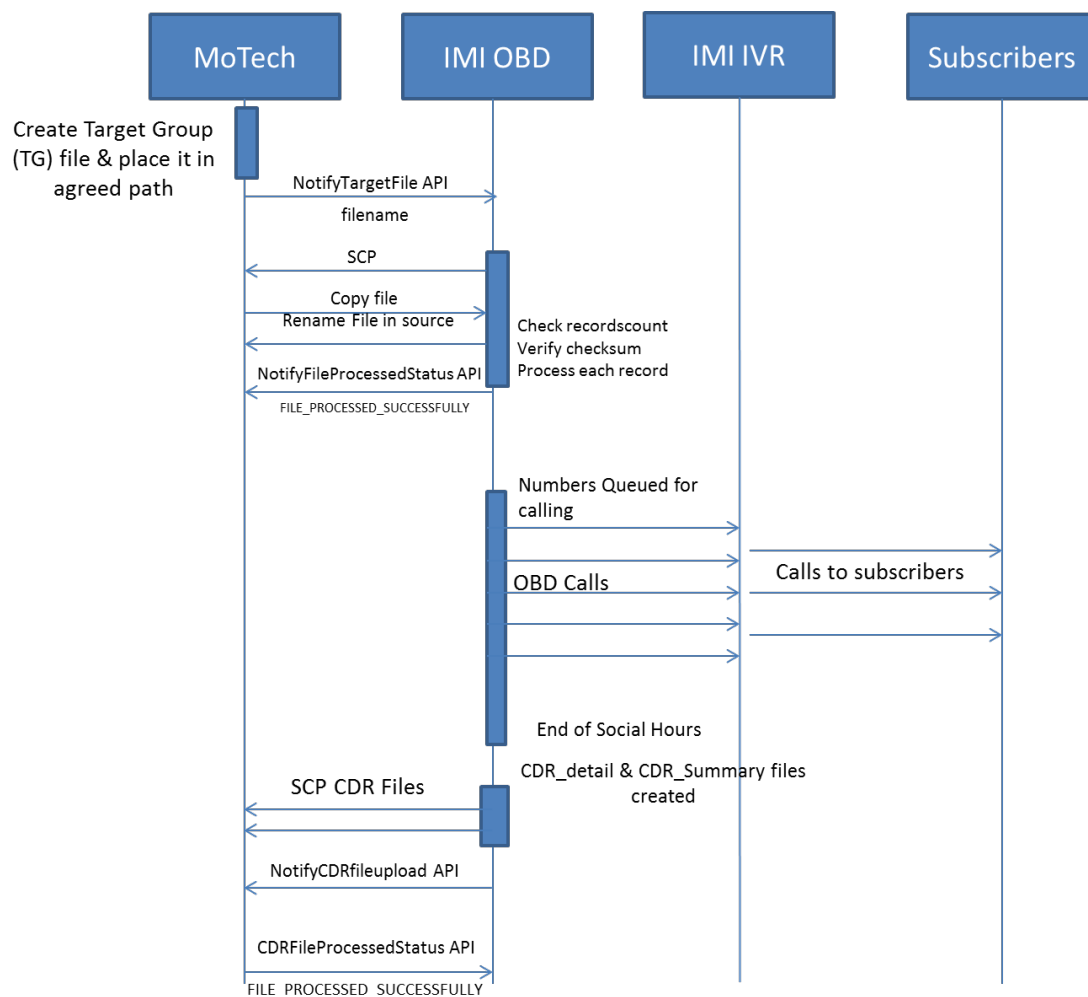 MoTech
IMI OBD
IMI IVR
Subscribers
Create Target Group
(TG) file & place it in
agreed path
NotifyTargetFile API
filename
SCP
Copy file
Rename File in source
Check recordscount
Verify checksum
Process each record
NotifyFileProcessedStatus API
FILE_PROCESSED_SUCCESSFULLY
Numbers Queued for
calling
OBD Calls
Calls to subscribers
End of Social Hours
CDR_detail & CDR_Summary files
created
SCP CDR Files
NotifyCDRfileupload API
CDRFileProcessedStatus API
FILE_PROCESSED_SUCCESSFULLY